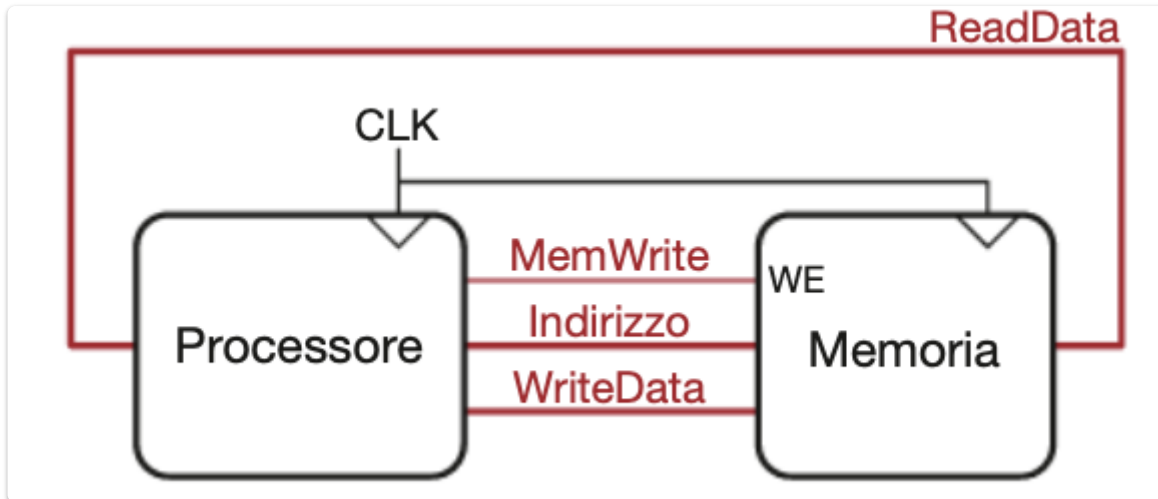 ReadData
CLK
MemWrite
WE
Indirizzo
Processore
Memoria
WriteData